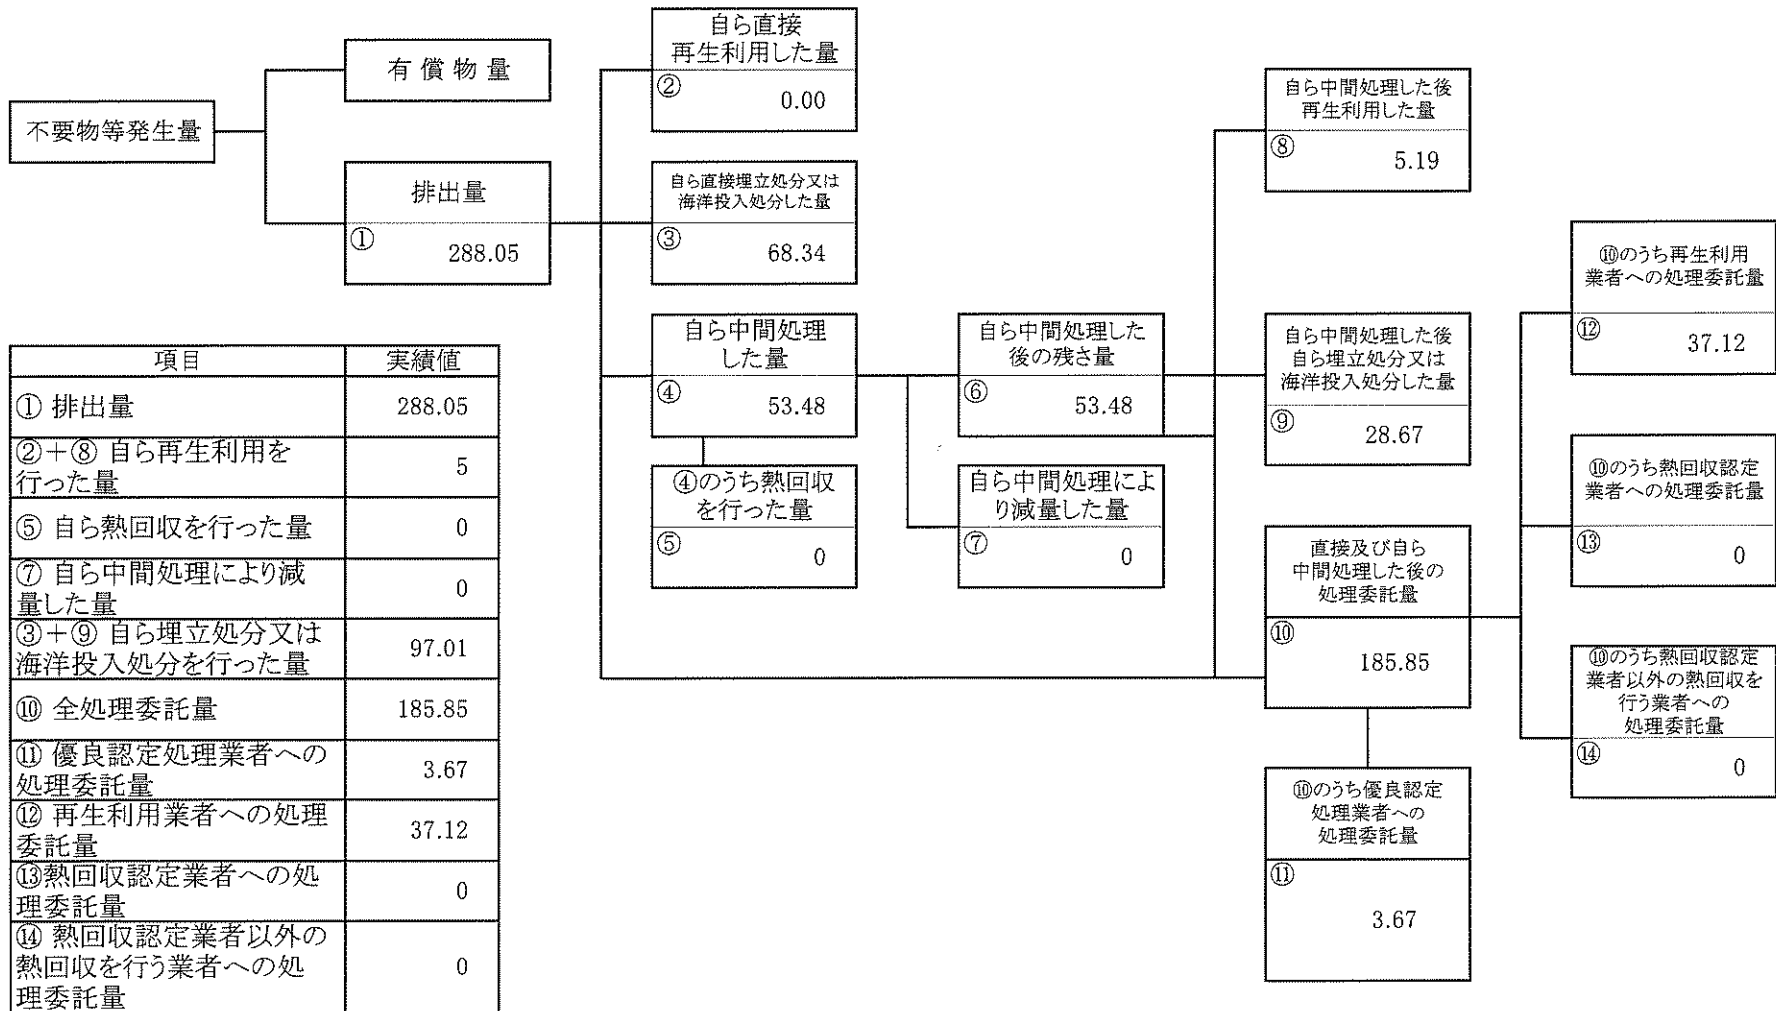 不要物等発生量
有償物量
排出量
①
288.05
自ら直接
再生利用した量
②
0.00
自ら直接埋立処分又は
海洋投入処分した量
③
68.34
自ら中間処理
した量
④
53.48
④のうち熱回収
を行った量
⑤
0
自ら中間処理した
後の残さ量
⑥
53.48
自ら中間処理によ
り減量した量
⑦
0
自ら中間処理した後
再生利用した量
⑧
5.19
自ら中間処理した後
自ら埋立処分又は
海洋投入処分した量
⑨
28.67
直接及び自ら
中間処理した後の
処理委託量
⑩
185.85
⑩のうち優良認定
処理業者への
処理委託量
⑪
3.67
⑩のうち再生利用
業者への処理委託量
⑫
37.12
⑩のうち熱回収認定
業者への処理委託量
⑬
0
⑩のうち熱回収認定
業者以外の熱回収を
行う業者への
処理委託量
⑭
0
項目 実績値
① 排出量 288.05
②+⑧ 自ら再生利用を
行った量 5
⑤ 自ら熱回収を行った量 0
⑦ 自ら中間処理により減
量した量 0
③+⑨ 自ら埋立処分又は
海洋投入処分を行った量 97.01
⑩ 全処理委託量 185.85
⑪ 優良認定処理業者への
処理委託量 3.67
⑫ 再生利用業者への処理
委託量 37.12
⑬熱回収認定業者への処
理委託量 0
⑭ 熱回収認定業者以外の
熱回収を行う業者への処
理委託量 0